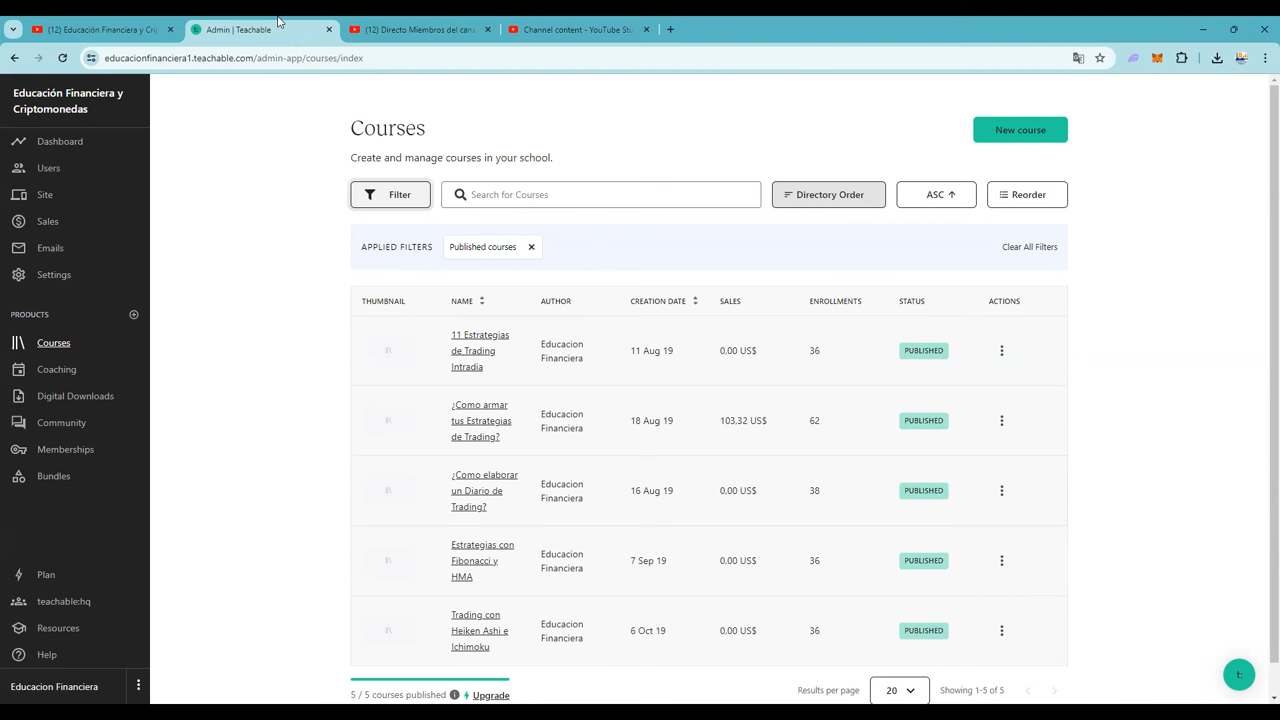 (12) Educación Financiera y Crip
Admin | Teachable
(12) Directo Miembros del cana
Channel content - YouTube Stu
educacionfinanciera1.teachable.com/admin-app/courses/index
Educación Financiera y
Criptomonedas
Dashboard
Users
Site
Sales
Emails
Settings
PRODUCTS
Courses
Coaching
Digital Downloads
Community
Memberships
Bundles
Plan
teachable:hq
Resources
Help
Educacion Financiera
Courses
New course
Create and manage courses in your school.
Filter
Search for Courses
Directory Order
ASC ↑
Reorder
APPLIED FILTERS
Published courses
Clear All Filters
THUMBNAIL NAME AUTHOR CREATION DATE SALES ENROLLMENTS STATUS ACTIONS
11 Estrategias
de Trading
Intradia
Educacion
Financiera
11 Aug 19
0,00 US$
36
PUBLISHED
¿Como armar
tus Estrategias
de Trading?
Educacion
Financiera
18 Aug 19
103,32 US$
62
PUBLISHED
¿Como elaborar
un Diario de
Trading?
Educacion
Financiera
16 Aug 19
0,00 US$
38
PUBLISHED
Estrategias con
Fibonacci y
HMA
Educacion
Financiera
7 Sep 19
0,00 US$
36
PUBLISHED
Trading con
Heiken Ashi e
Ichimoku
Educacion
Financiera
6 Oct 19
0,00 US$
36
PUBLISHED
5 / 5 courses published
Upgrade
Results per page
20
Showing 1-5 of 5
t: